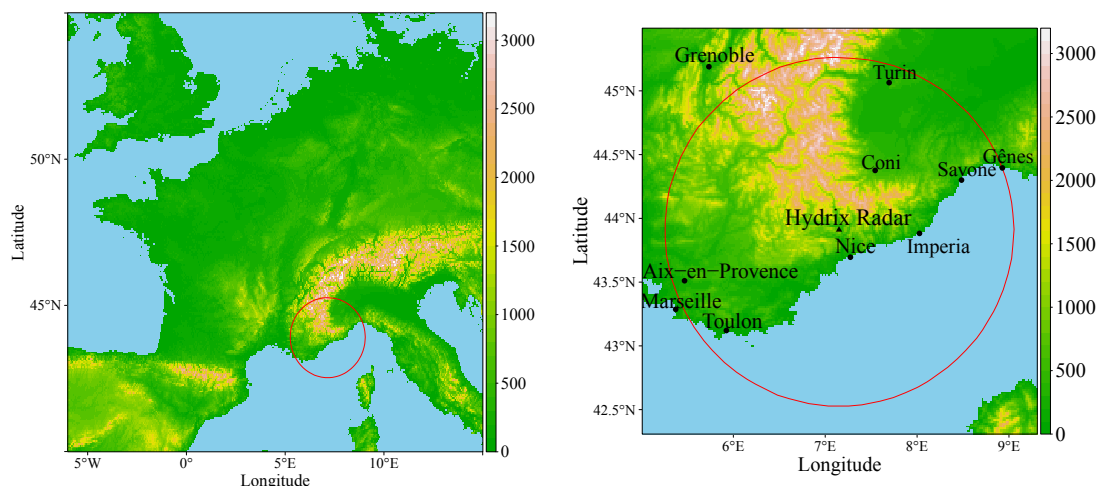 50°N
45°N
5°W
0°
5°E
10°E
Latitude
Longitude
3000
2500
2000
1500
1000
500
0
Grenoble
Turin
Coni
Gênes
Savone
Hydrix Radar
Nice
Imperia
Aix−en−Provence
Marseille
Toulon
45°N
44.5°N
44°N
43.5°N
43°N
42.5°N
6°E
7°E
8°E
9°E
Latitude
Longitude
3000
2500
2000
1500
1000
500
0